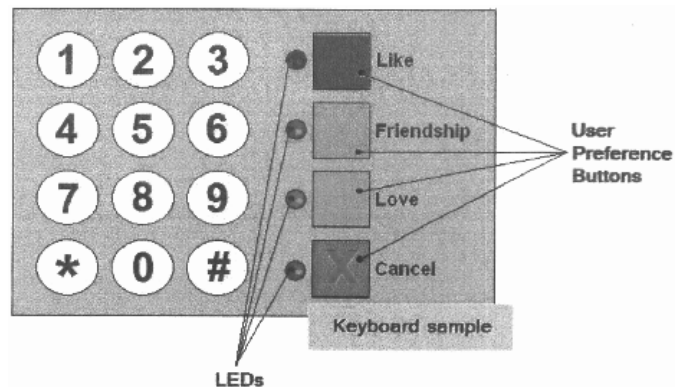 1 2 3 Like
4 5 6 Friendship
7 8 9 Love
* 0 # X Cancel
User
Preference
Buttons
Keyboard sample
LEDs